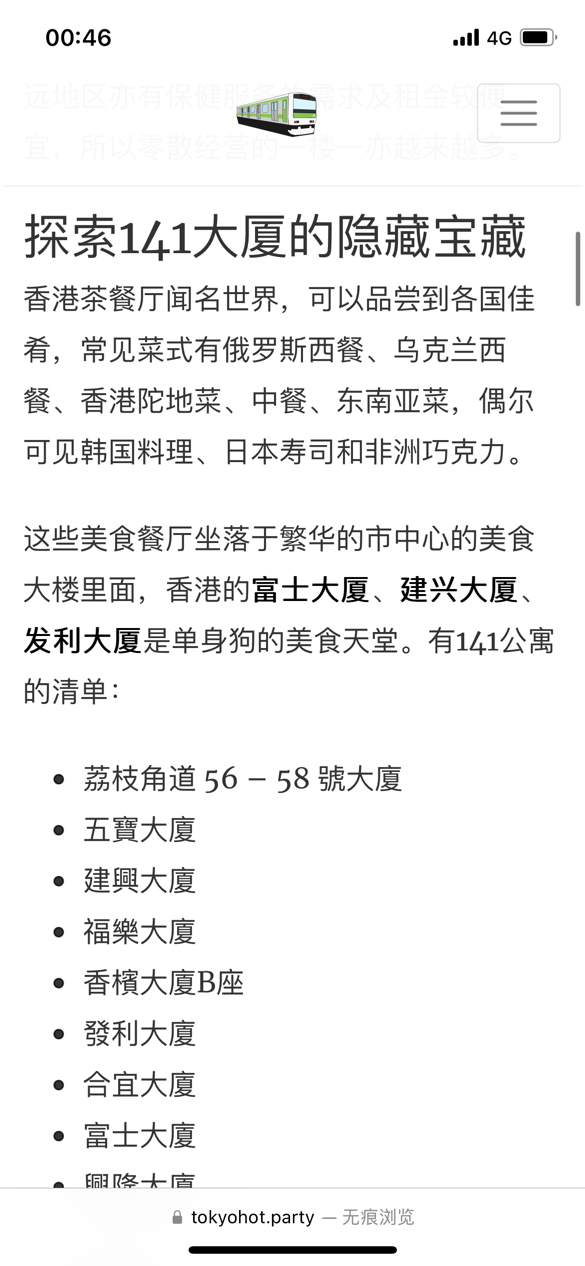 00:46
4G
远地区亦有保健服务的需求及租金较便
宜，所以零散经营的一楼一亦越来越多。
探索141大厦的隐藏宝藏
香港茶餐厅闻名世界，可以品尝到各国佳
肴，常见菜式有俄罗斯西餐、乌克兰西
餐、香港陀地菜、中餐、东南亚菜，偶尔
可见韩国料理、日本寿司和非洲巧克力。
这些美食餐厅坐落于繁华的市中心的美食
大楼里面，香港的富士大厦、建兴大厦、
发利大厦是单身狗的美食天堂。有141公寓
的清单：
荔枝角道 56 – 58 號大廈
五寶大廈
建興大廈
福樂大廈
香檳大廈B座
發利大廈
合宜大廈
富士大廈
興隆大廈
tokyohot.party — 无痕浏览